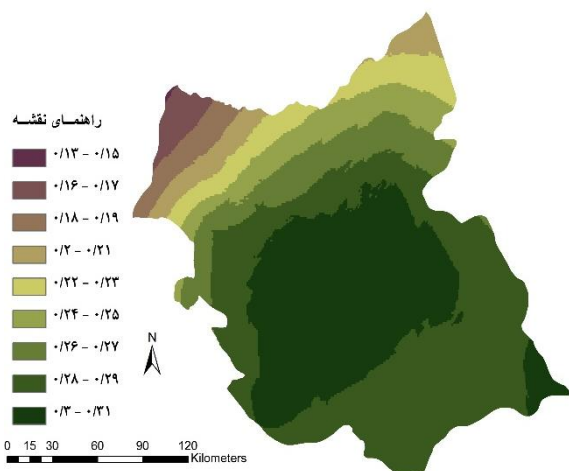 راهنمـای نقشـــه
۰/۱۳ – ۰/۱۵
۰/۱۶ – ۰/۱۷
۰/۱۸ – ۰/۱۹
۰/۲ – ۰/۲۱
۰/۲۲ – ۰/۲۳
۰/۲۴ – ۰/۲۵
۰/۲۶ – ۰/۲۷
۰/۲۸ – ۰/۲۹
۰/۳ – ۰/۳۱
N
0 15 30 60 90 120
Kilometers